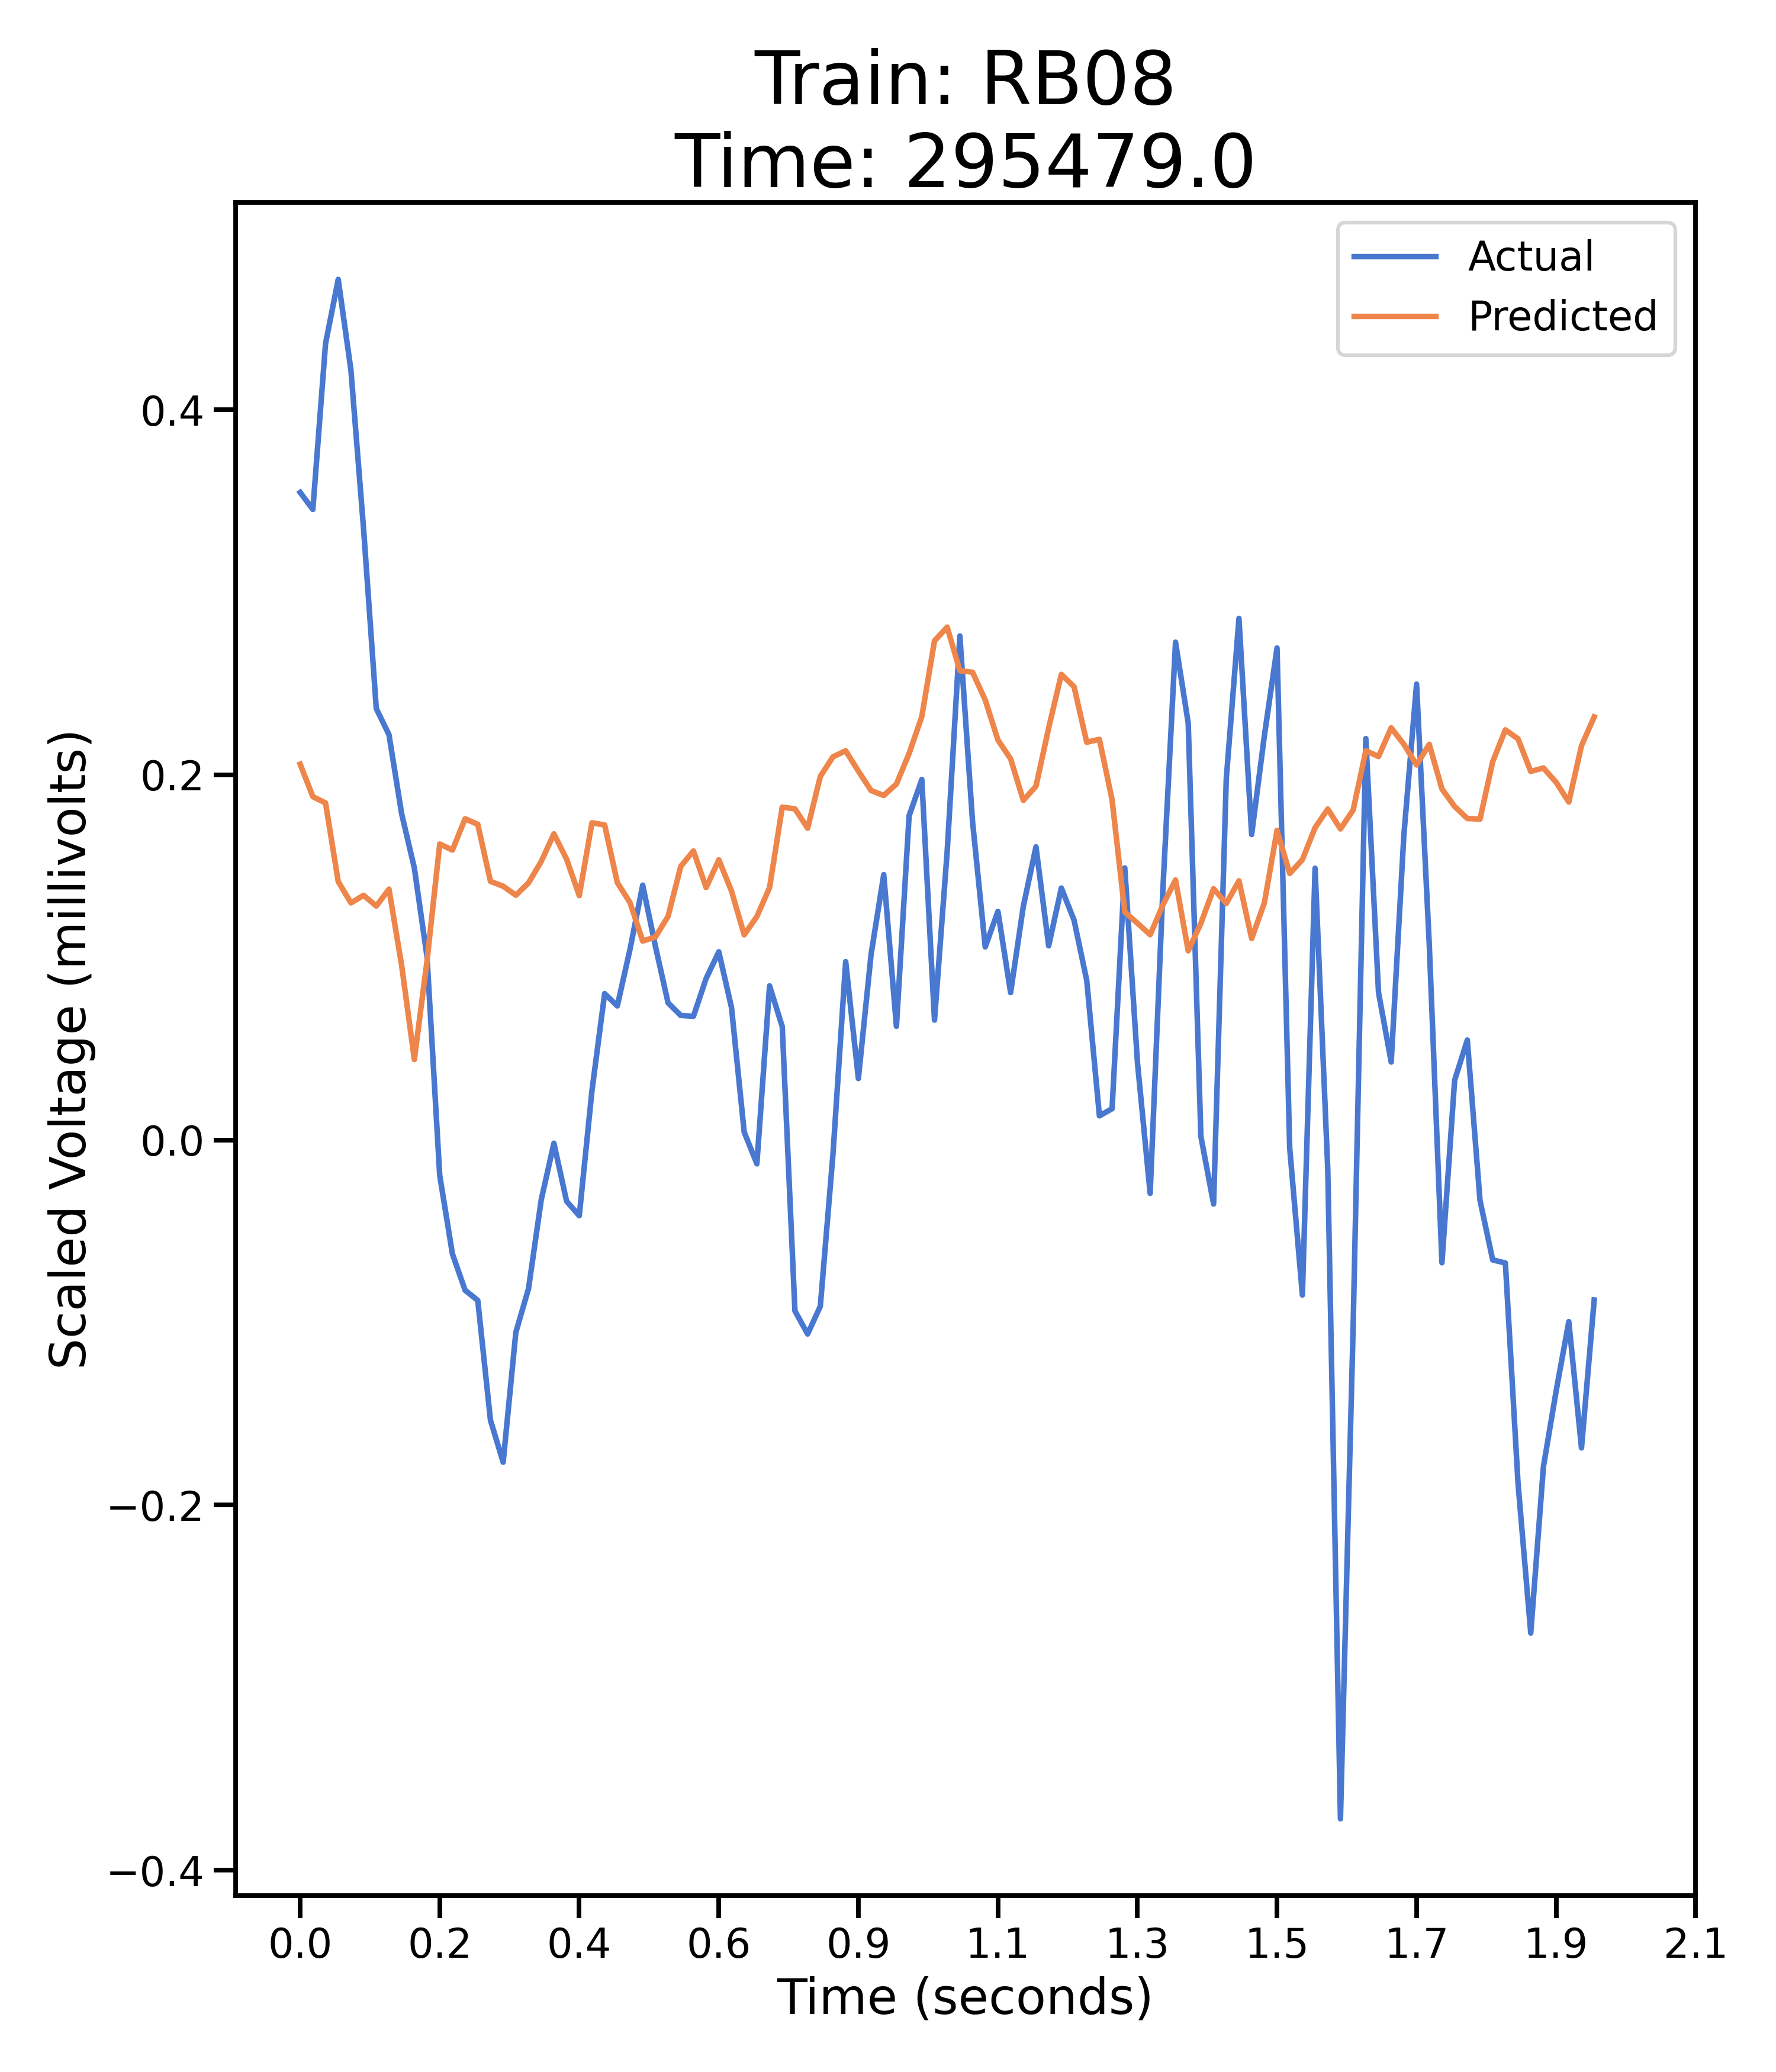 Train: RB08
Time: 295479.0
Actual
Predicted
Scaled Voltage (millivolts)
0.4
0.2
0.0
−0.2
−0.4
0.0 0.2 0.4 0.6 0.9 1.1 1.3 1.5 1.7 1.9 2.1
Time (seconds)